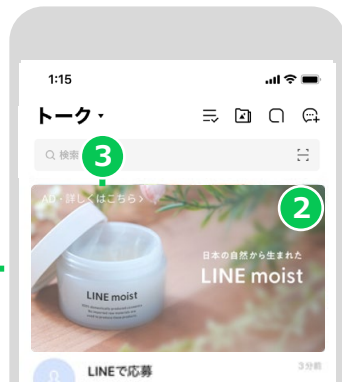 1:15
トーク
検索
3
AD・詳しくはこちら
2
日本の自然から生まれた
LINE moist
LINE moist
LINEで応募
3分前